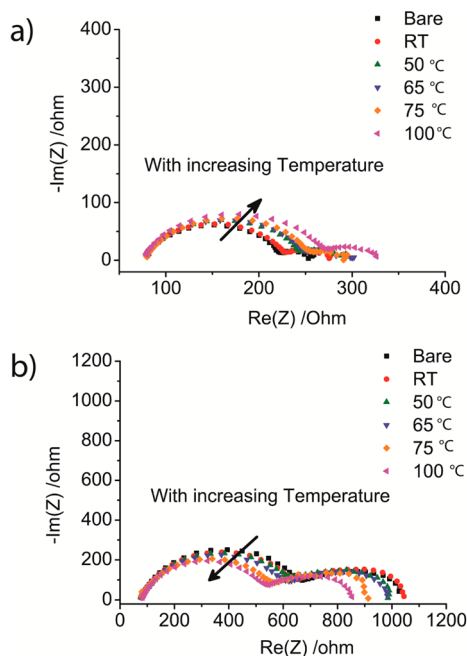 a)
Bare
RT
50 ℃
65 ℃
75 ℃
100℃
With increasing Temperature
-Im(Z) /ohm
400
300
200
100
0
100
200
300
400
Re(Z) /Ohm
b)
Bare
RT
50 ℃
65 ℃
75 ℃
100 ℃
With increasing Temperature
-Im(Z) /ohm
1200
1000
800
600
400
200
0
0
200
400
600
800
1000
1200
Re(Z) /ohm